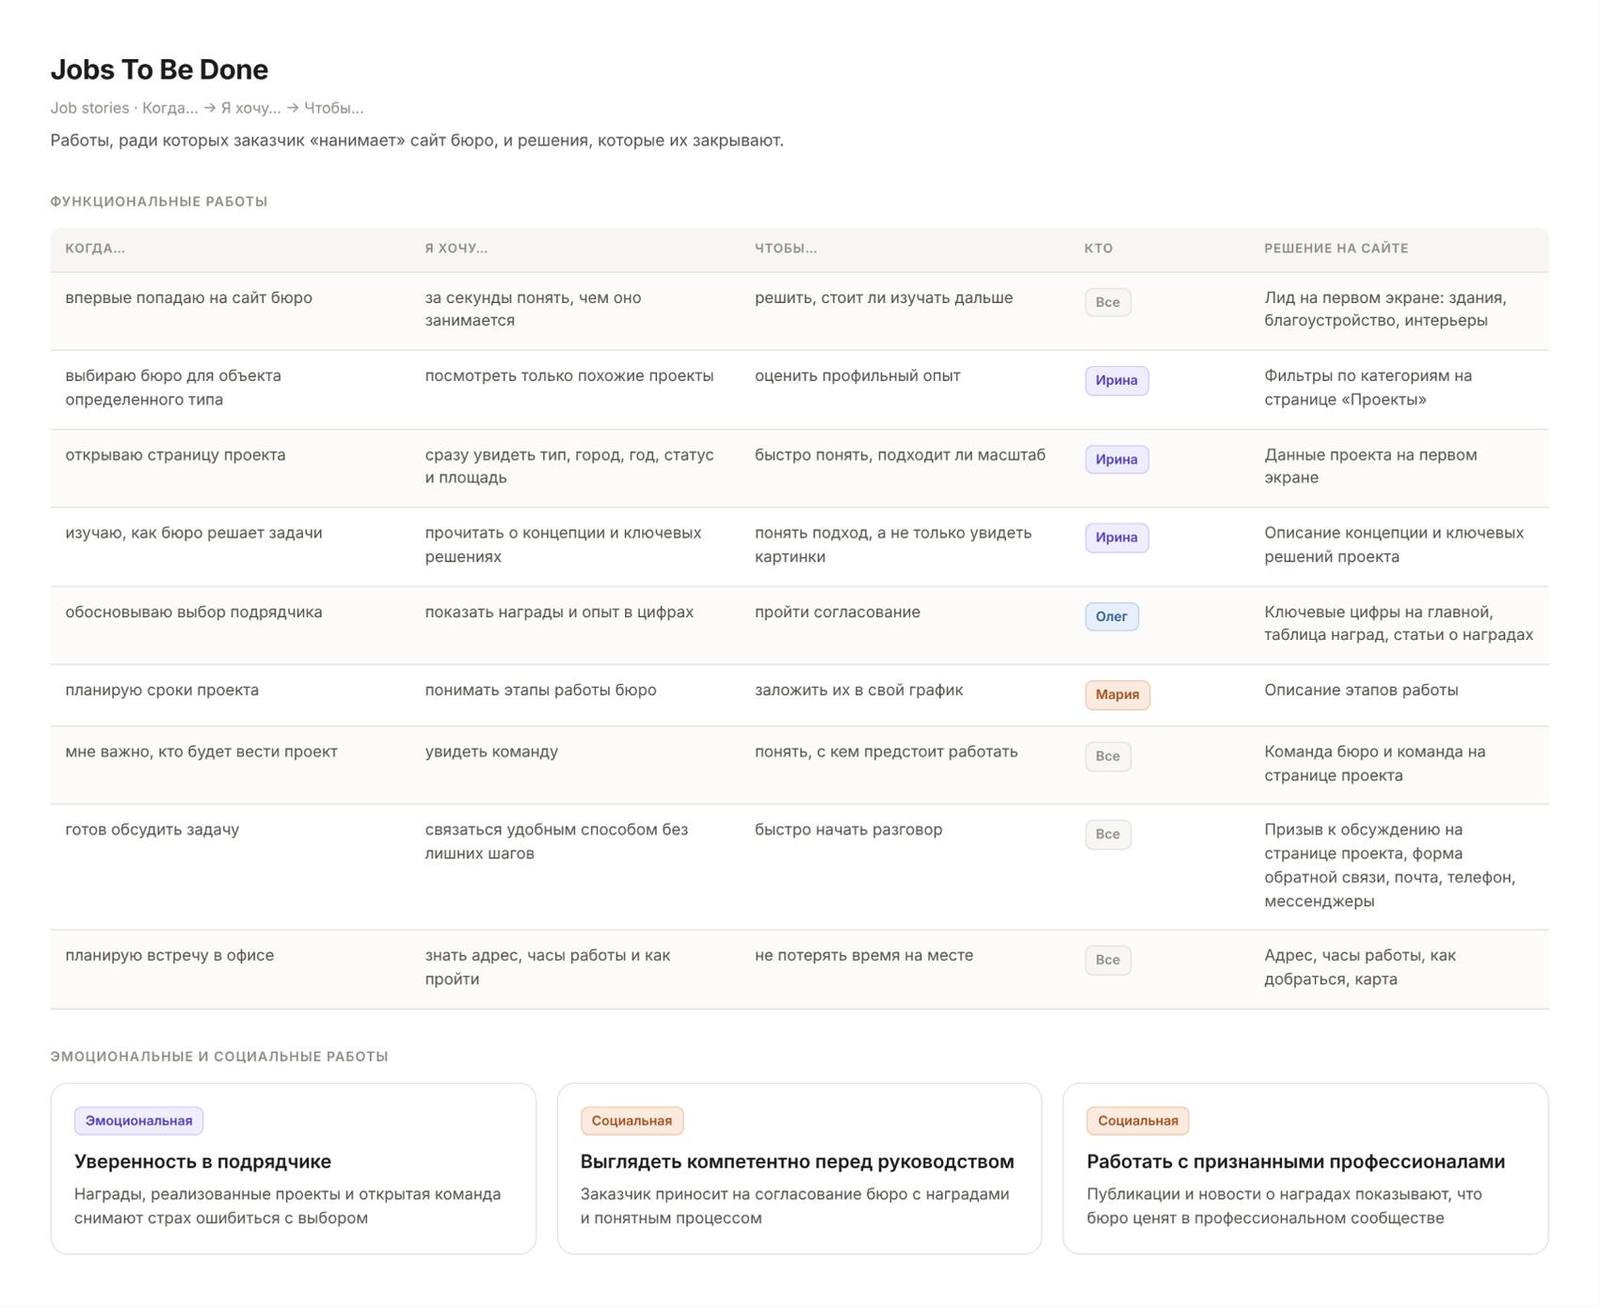 Jobs To Be Done
Job stories · Когда... → Я хочу... → Чтобы...
Работы, ради которых заказчик «нанимает» сайт бюро, и решения, которые их закрывают.
ФУНКЦИОНАЛЬНЫЕ РАБОТЫ
КОГДА...
Я ХОЧУ...
ЧТОБЫ...
КТО
РЕШЕНИЕ НА САЙТЕ
впервые попадаю на сайт бюро
за секунды понять, чем оно
занимается
решить, стоит ли изучать дальше
Все
Лид на первом экране: здания,
благоустройство, интерьеры
выбираю бюро для объекта
определенного типа
посмотреть только похожие проекты
оценить профильный опыт
Ирина
Фильтры по категориям на
странице «Проекты»
открываю страницу проекта
сразу увидеть тип, город, год, статус
и площадь
быстро понять, подходит ли масштаб
Ирина
Данные проекта на первом
экране
изучаю, как бюро решает задачи
прочитать о концепции и ключевых
решениях
понять подход, а не только увидеть
картинки
Ирина
Описание концепции и ключевых
решений проекта
обосновываю выбор подрядчика
показать награды и опыт в цифрах
пройти согласование
Олег
Ключевые цифры на главной,
таблица наград, статьи о наградах
планирую сроки проекта
понимать этапы работы бюро
заложить их в свой график
Мария
Описание этапов работы
мне важно, кто будет вести проект
увидеть команду
понять, с кем предстоит работать
Все
Команда бюро и команда на
странице проекта
готов обсудить задачу
связаться удобным способом без
лишних шагов
быстро начать разговор
Все
Призыв к обсуждению на
странице проекта, форма
обратной связи, почта, телефон,
мессенджеры
планирую встречу в офисе
знать адрес, часы работы и как
пройти
не потерять время на месте
Все
Адрес, часы работы, как
добраться, карта
ЭМОЦИОНАЛЬНЫЕ И СОЦИАЛЬНЫЕ РАБОТЫ
Эмоциональная
Уверенность в подрядчике
Награды, реализованные проекты и открытая команда
снимают страх ошибиться с выбором
Социальная
Выглядеть компетентно перед руководством
Заказчик приносит на согласование бюро с наградами
и понятным процессом
Социальная
Работать с признанными профессионалами
Публикации и новости о наградах показывают, что
бюро ценят в профессиональном сообществе